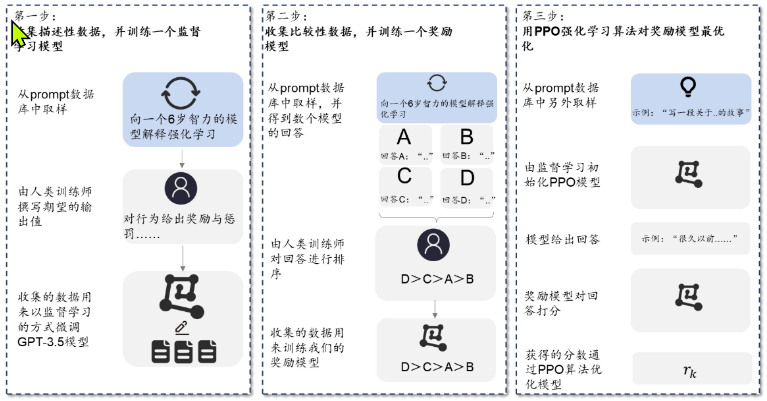 第一步:
收集描述性数据，并训练一个监督
学习模型
从prompt数据
库中取样
向一个6岁智力的模
型解释强化学习
由人类训练师
撰写期望的输
出值
对行为给出奖励与惩
罚……
收集的数据用
来以监督学习
的方式微调
GPT-3.5模型
第二步:
收集比较性数据，并训练一个奖励
模型
从prompt数据
库中取样，并
得到数个模型
的回答
向一个6岁智力的模型解释强
化学习
A
回答A：“..”
B
回答B：“..”
C
回答C：“..”
D
回答D：“..”
由人类训练师
对回答进行排
序
D＞C＞A＞B
收集的数据用
来训练我们的
奖励模型
D＞C＞A＞B
第三步:
用PPO强化学习算法对奖励模型最优
化
从prompt数据
库中另外取样
示例：“写一段关于..的故事”
由监督学习初
始化PPO模型
模型给出回答
示例：“很久以前……”
奖励模型对回
答打分
获得的分数通
过PPO算法优
化模型
rₖ